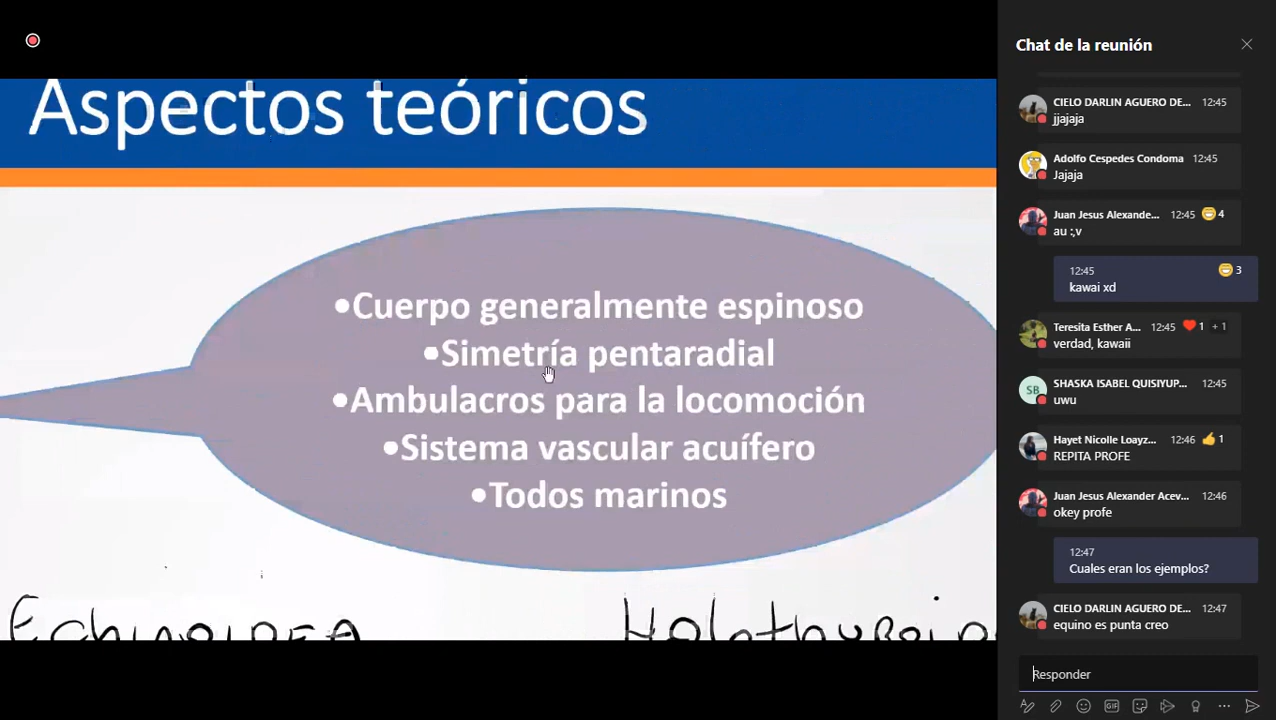 Aspectos teóricos
•Cuerpo generalmente espinoso
•Simetría pentaradial
•Ambulacros para la locomoción
•Sistema vascular acuífero
•Todos marinos
Chat de la reunión
CIELO DARLIN AGUERO DE... 12:45
jjajaja
Adolfo Cespedes Condoma 12:45
Jajaja
Juan Jesus Alexande... 12:45 4
au :,v
12:45 3
kawai xd
Teresita Esther A... 12:45 1 +1
verdad, kawaii
SB SHASKA ISABEL QUISIYUP... 12:45
uwu
Hayet Nicolle Loayz... 12:46 1
REPITA PROFE
Juan Jesus Alexander Acev... 12:46
okey profe
12:47
Cuales eran los ejemplos?
CIELO DARLIN AGUERO DE... 12:47
equino es punta creo
Responder
GIF